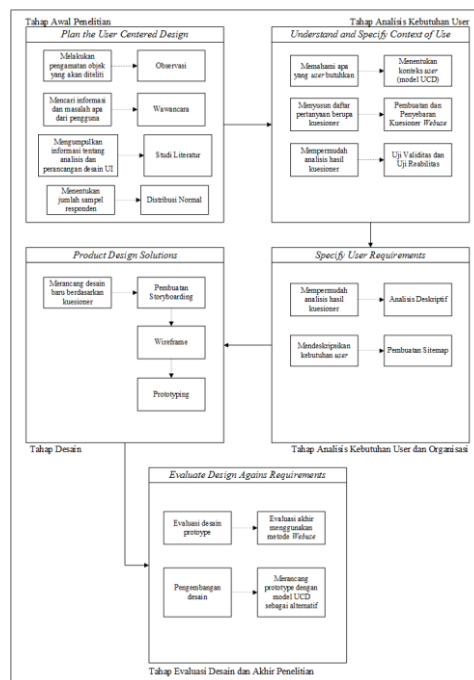 Tahap Awal Penelitian
Plan the User Centered Design
Melakukan
pengamatan objek
yang akan diteliti
Observasi
Mencari informasi
dan masalah apa
dari pengguna
Wawancara
Mengumpulkan
informasi tentang
analisis dan
perancangan desain UI
Studi Literatur
Menentukan
jumlah sampel
responden
Distribusi Normal
Tahap Analisis Kebutuhan User
Understand and Specify Context of Use
Memahami apa
yang user butuhkan
Menentukan
konteks user
(model UCD)
Menyusun daftar
pertanyaan berupa
kuesioner
Pembuatan dan
Penyebaran
Kuesioner Webuse
Mempermudah
analisis hasil
kuesioner
Uji Validitas dan
Uji Reabilitas
Product Design Solutions
Merancang desain
baru berdasarkan
kuesioner
Pembuatan
Storyboarding
Wireframe
Prototyping
Tahap Desain
Specify User Requirements
Mempermudah
analisis hasil
kuesioner
Analisis Deskriptif
Mendeskripsikan
kebutuhan user
Pembuatan Sitemap
Tahap Analisis Kebutuhan User dan Organisasi
Evaluate Design Agains Requirements
Evaluasi desain
protoype
Evaluasi akhir
menggunakan
metode Webuse
Pengembangan
desain
Merancang
prototype dengan
model UCD
sebagai alternatif
Tahap Evaluasi Desain dan Akhir Penelitian